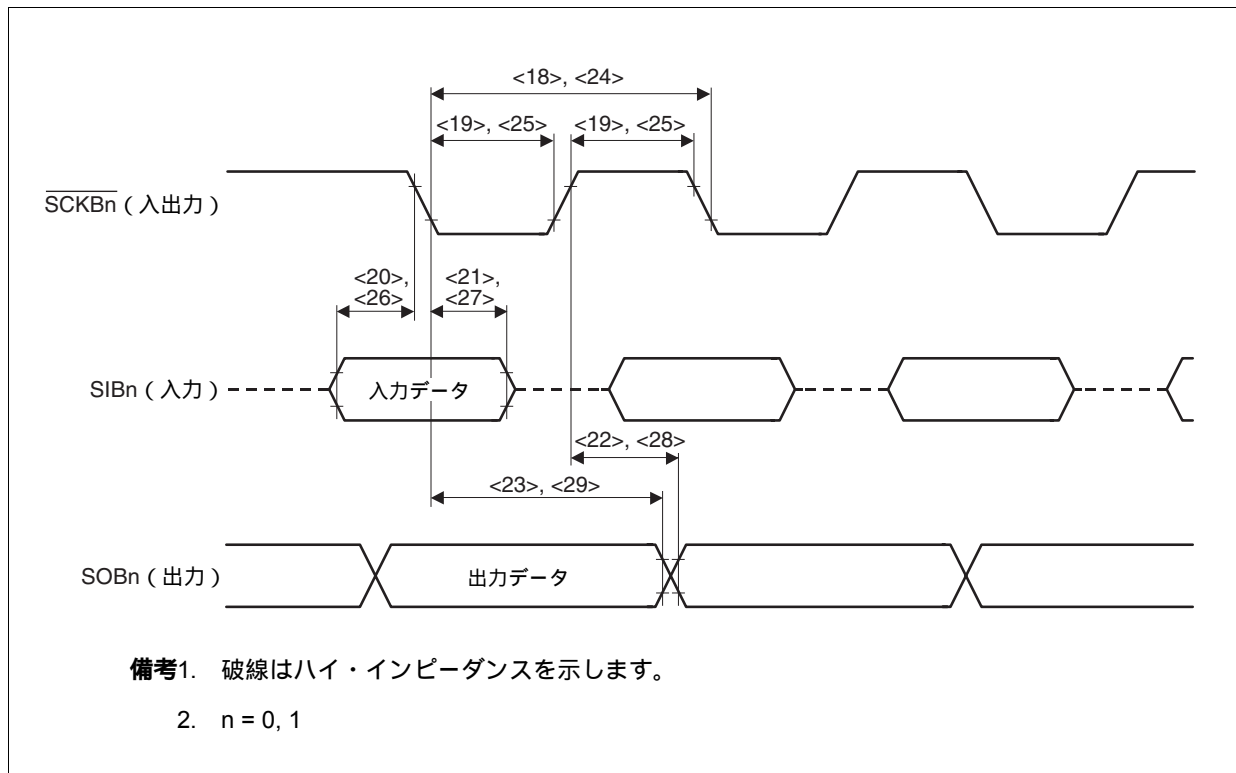 <18>, <24>
<19>, <25>
<19>, <25>
SCKBn（入出力）
<20>,
<26>
<21>,
<27>
SIBn（入力）
入力データ
<22>, <28>
<23>, <29>
SOBn（出力）
出力データ
備考1. 破線はハイ・インピーダンスを示します。
2. n = 0, 1